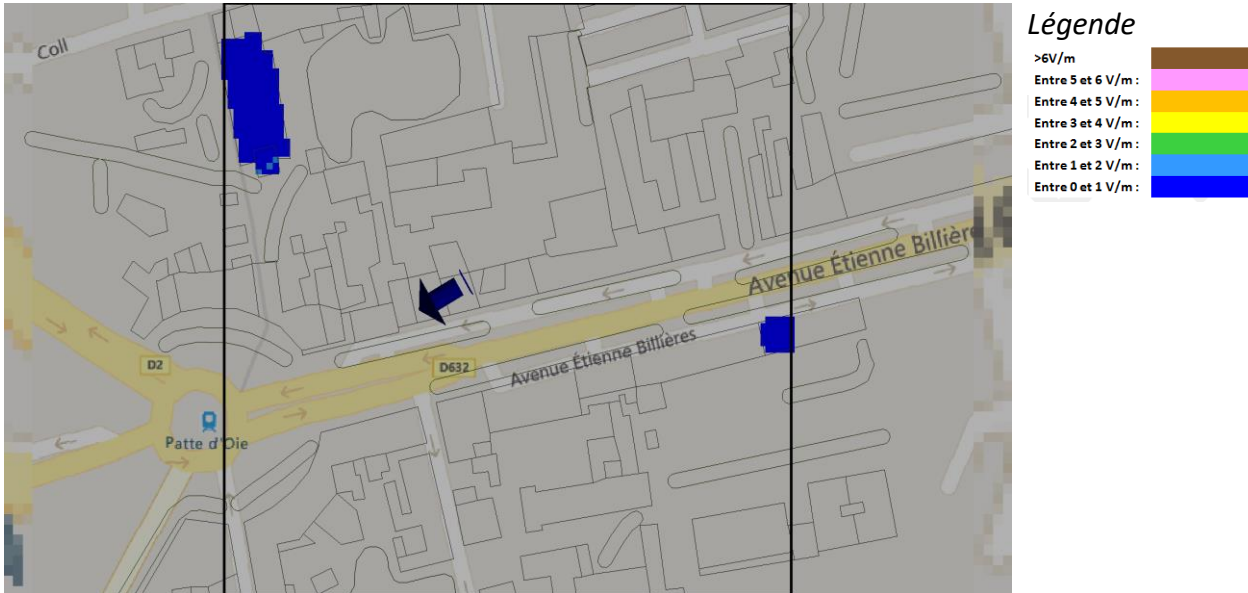 Coll
D2
Patte d'Oie
D632
Avenue Étienne Billières
Avenue Étienne Billière
Légende
>6V/m
Entre 5 et 6 V/m :
Entre 4 et 5 V/m :
Entre 3 et 4 V/m :
Entre 2 et 3 V/m :
Entre 1 et 2 V/m :
Entre 0 et 1 V/m :